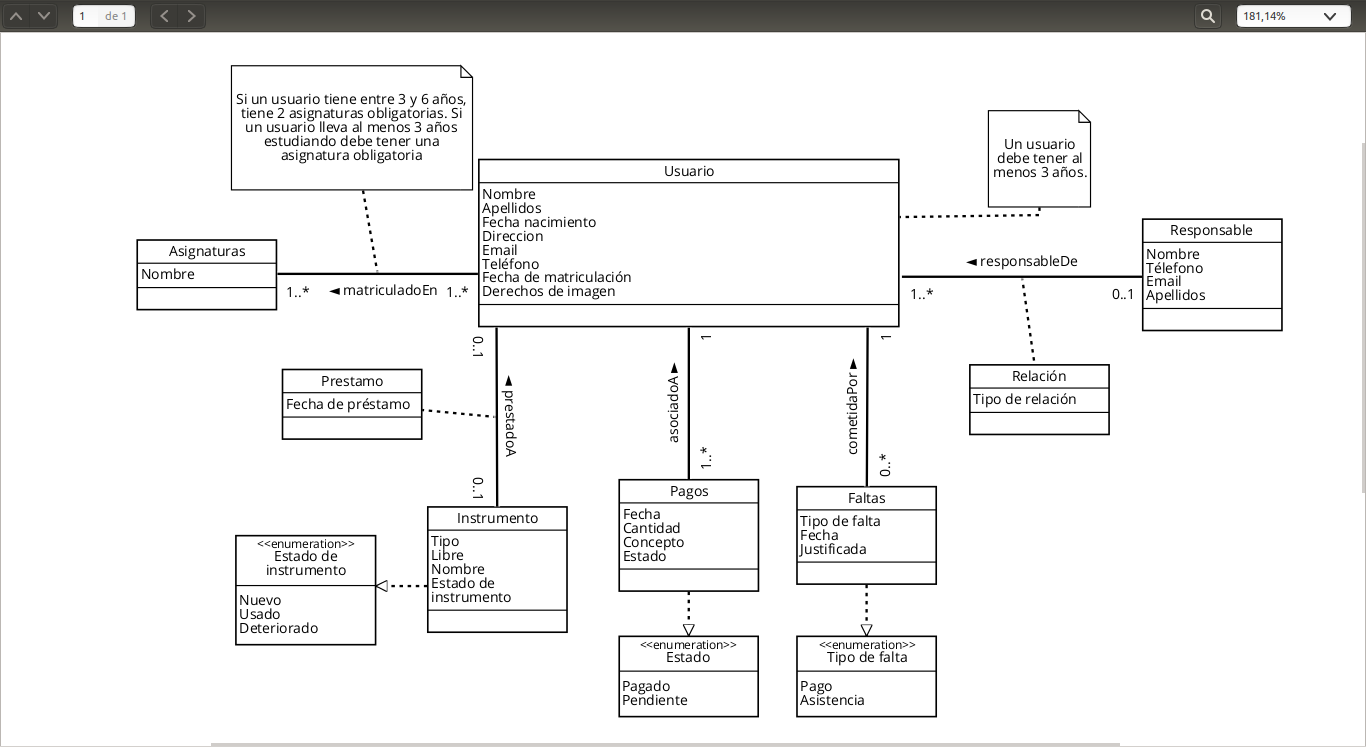 1 de 1
181,14%
Si un usuario tiene entre 3 y 6 años,
tiene 2 asignaturas obligatorias. Si
un usuario lleva al menos 3 años
estudiando debe tener una
asignatura obligatoria
Un usuario
debe tener al
menos 3 años.
Usuario
Nombre
Apellidos
Fecha nacimiento
Direccion
Email
Teléfono
Fecha de matriculación
Derechos de imagen
Asignaturas
Nombre
1..*
◄ matriculadoEn
1..*
Responsable
Nombre
Télefono
Email
Apellidos
◄ responsableDe
1..*
0..1
Relación
Tipo de relación
Prestamo
Fecha de préstamo
0..1
◄ prestadoA
0..1
1
asociadoA ►
1..*
1
cometidaPor ►
0..*
Instrumento
Tipo
Libre
Nombre
Estado de
instrumento
<<enumeration>>
Estado de
instrumento
Nuevo
Usado
Deteriorado
Pagos
Fecha
Cantidad
Concepto
Estado
<<enumeration>>
Estado
Pagado
Pendiente
Faltas
Tipo de falta
Fecha
Justificada
<<enumeration>>
Tipo de falta
Pago
Asistencia